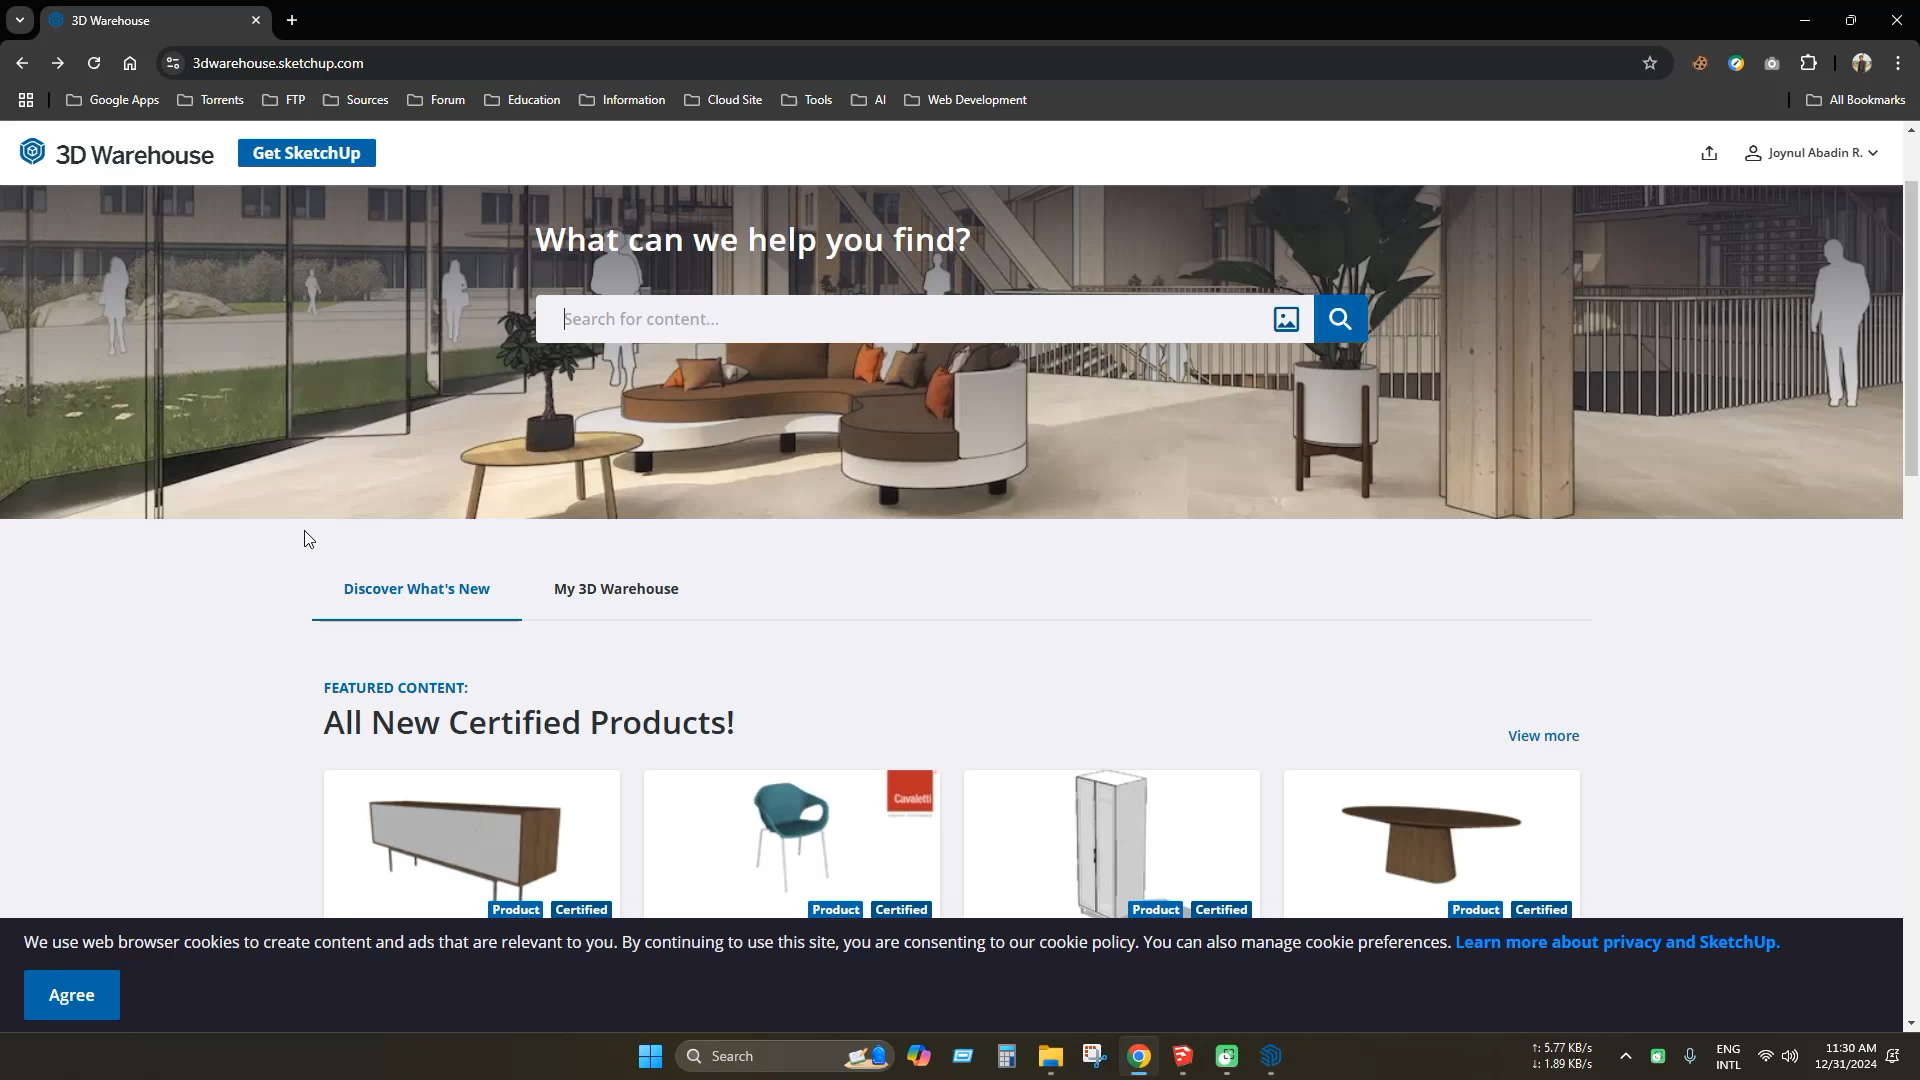 3D Warehouse
3dwarehouse.sketchup.com
Google Apps
Torrents
FTP
Sources
Forum
Education
Information
Cloud Site
Tools
AI
Web Development
All Bookmarks
3D Warehouse
Get SketchUp
Joynul Abadin R.
What can we help you find?
Search for content...
Discover What's New
My 3D Warehouse
FEATURED CONTENT:
All New Certified Products!
View more
Cavaletti
Product Certified
Product Certified
Product Certified
Product Certified
We use web browser cookies to create content and ads that are relevant to you. By continuing to use this site, you are consenting to our cookie policy. You can also manage cookie preferences. Learn more about privacy and SketchUp.
Agree
Search
↑: 5.77 KB/s
↓: 1.89 KB/s
ENG
INTL
11:30 AM
12/31/2024